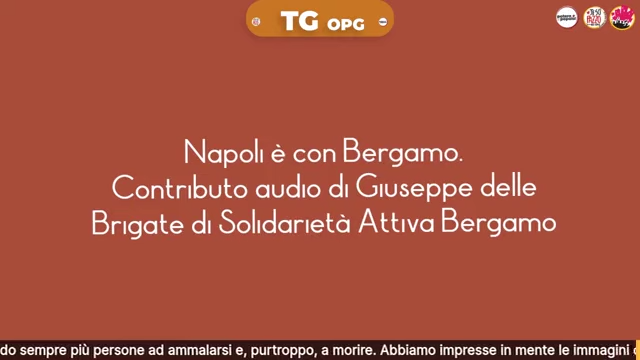 TG OPG
Napoli è con Bergamo.
Contributo audio di Giuseppe delle
Brigate di Solidarietà Attiva Bergamo
do sempre più persone ad ammalarsi e, purtroppo, a morire. Abbiamo impresse in mente le immagini